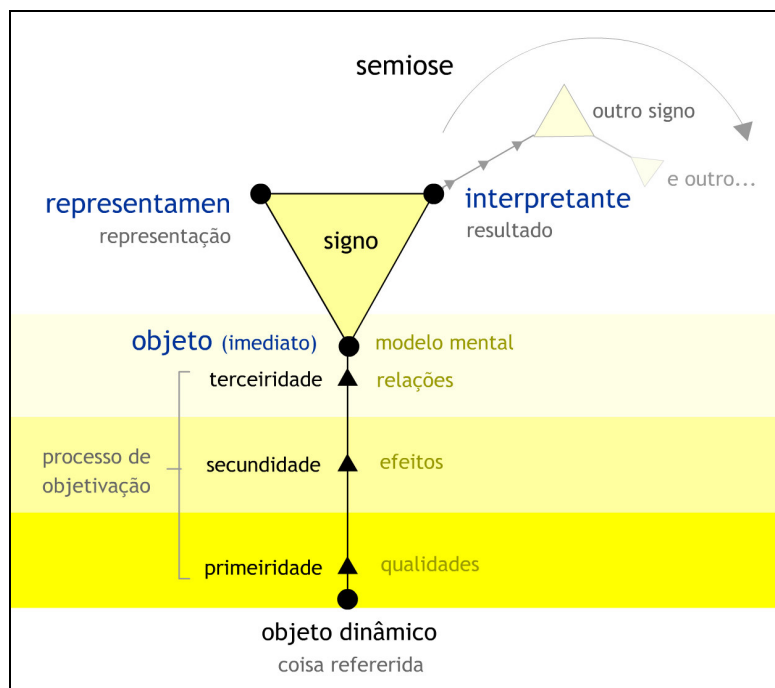 semiose
outro signo
e outro...
representamen
representação
interpretante
resultado
signo
objeto (imediato)
modelo mental
terceiridade
relações
processo de
objetivação
secundidade
efeitos
primeiridade
qualidades
objeto dinâmico
coisa refererida